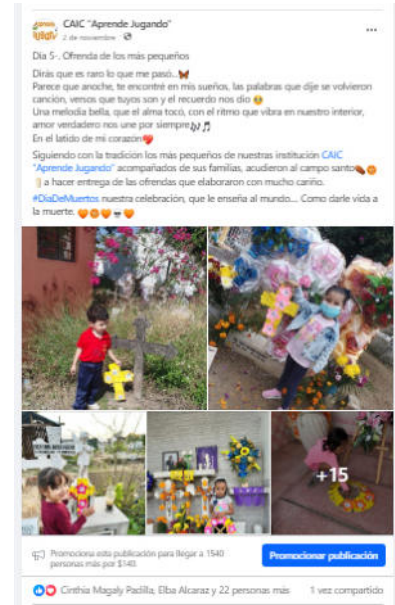 CAIC "Aprende Jugando"
2 de noviembre
Día 5-. Ofrenda de los más pequeños
Dirás que es raro lo que me pasó...🦋
Parece que anoche, te encontré en mis sueños, las palabras que dije se volvieron
canción, versos que tuyos son y el recuerdo nos dio
Una melodía bella, que el alma tocó, con el ritmo que vibra en nuestro interior,
amor verdadero nos une por siempre🎶🎵
En el latido de mi corazón❤️
Siguiendo con la tradición los más pequeños de nuestras institución CAIC
"Aprende Jugando" acompañados de sus familias, acudieron al campo santo
a hacer entrega de las ofrendas que elaboraron con mucho cariño.
#DíaDeMuertos nuestra celebración, que le enseña al mundo... Como darle vida a
la muerte.
+15
Promociona esta publicación para llegar a 1540
personas más por $140.
Promocionar publicación
Cinthia Magaly Padilla, Elba Alcaraz y 22 personas más 1 vez compartido